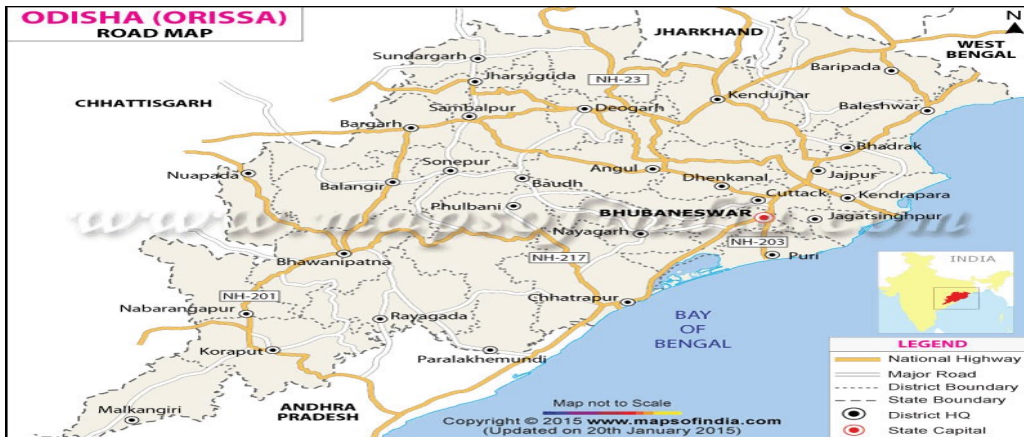 ODISHA (ORISSA)
ROAD MAP
N
JHARKHAND
WEST
BENGAL
Sundargarh
Jharsuguda
NH-23
Baripada
CHHATTISGARH
Kendujhar
Sambalpur
Deogarh
Baleshwar
Bargarh
Bhadrak
Sonepur
Angul
Nuapada
Balangir
Baudh
Dhenkanal
Jajpur
Cuttack
Kendrapara
Phulbani
BHUBANESWAR
Jagatsinghpur
www.mapsofindia.com
Nayagarh
NH-203
Bhawanipatna
NH-217
Puri
INDIA
NH-201
Chhatrapur
Nabarangapur
Rayagada
BAY
OF
BENGAL
Koraput
Paralakhemundi
LEGEND
National Highway
Major Road
District Boundary
State Boundary
District HQ
State Capital
Malkangiri
ANDHRA
PRADESH
Map not to Scale
Copyright © 2015 www.mapsofindia.com
(Updated on 20th January 2015)